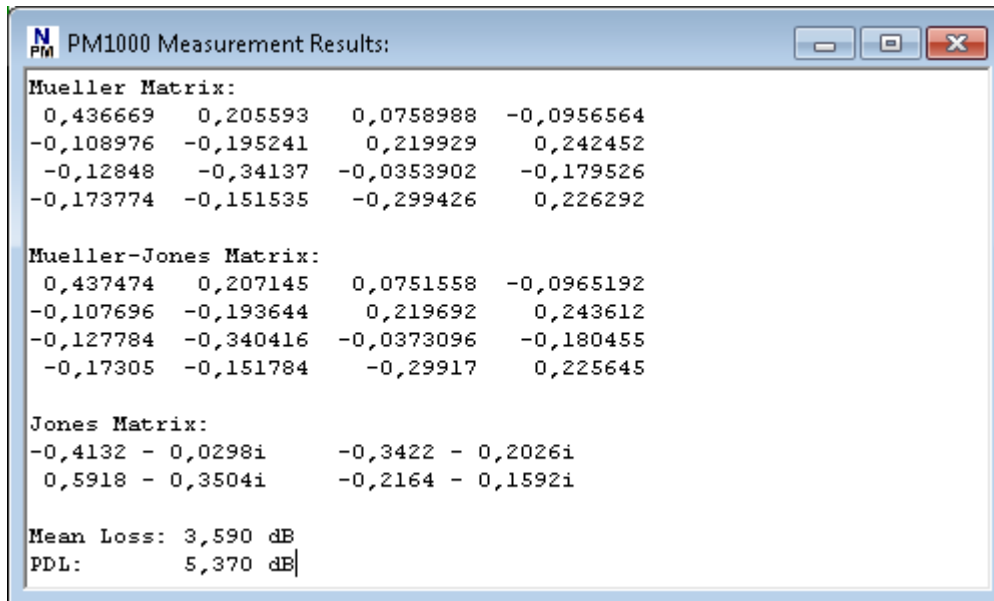 N PM PM1000 Measurement Results:
Mueller Matrix:
0,436669 0,205593 0,0758988 -0,0956564
-0,108976 -0,195241 0,219929 0,242452
-0,12848 -0,34137 -0,0353902 -0,179526
-0,173774 -0,151535 -0,299426 0,226292
Mueller-Jones Matrix:
0,437474 0,207145 0,0751558 -0,0965192
-0,107696 -0,193644 0,219692 0,243612
-0,127784 -0,340416 -0,0373096 -0,180455
-0,17305 -0,151784 -0,29917 0,225645
Jones Matrix:
-0,4132 - 0,0298i -0,3422 - 0,2026i
0,5918 - 0,3504i -0,2164 - 0,1592i
Mean Loss: 3,590 dB
PDL: 5,370 dB